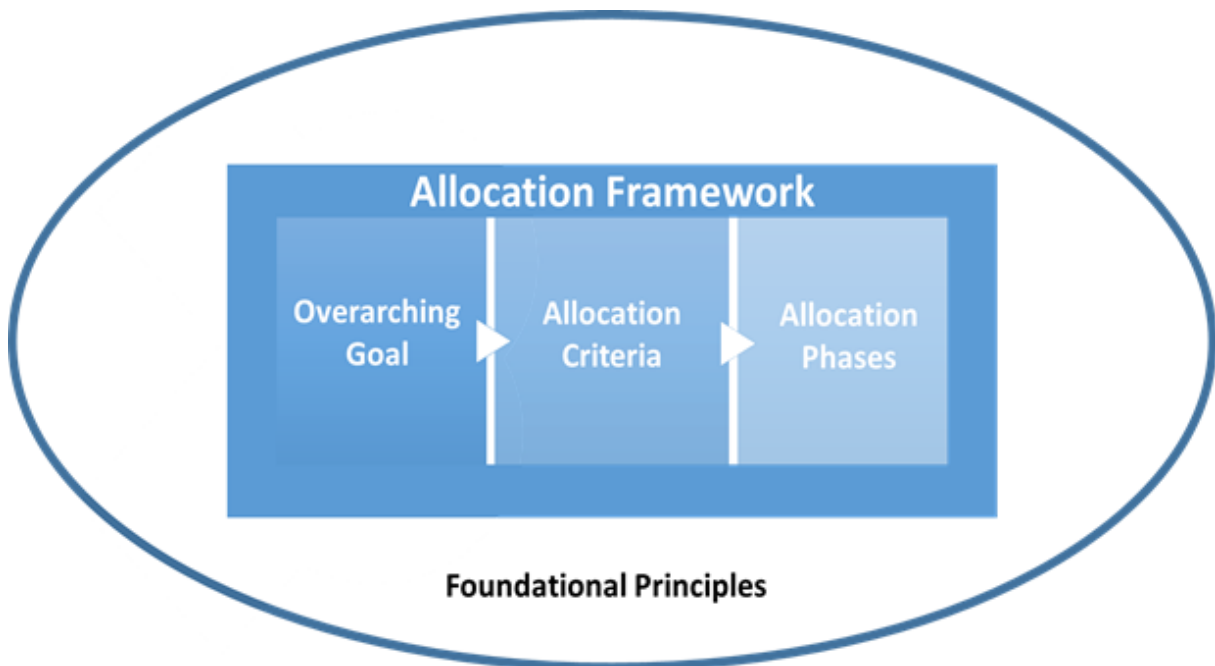 Allocation Framework
Overarching
Goal
Allocation
Criteria
Allocation
Phases
Foundational Principles